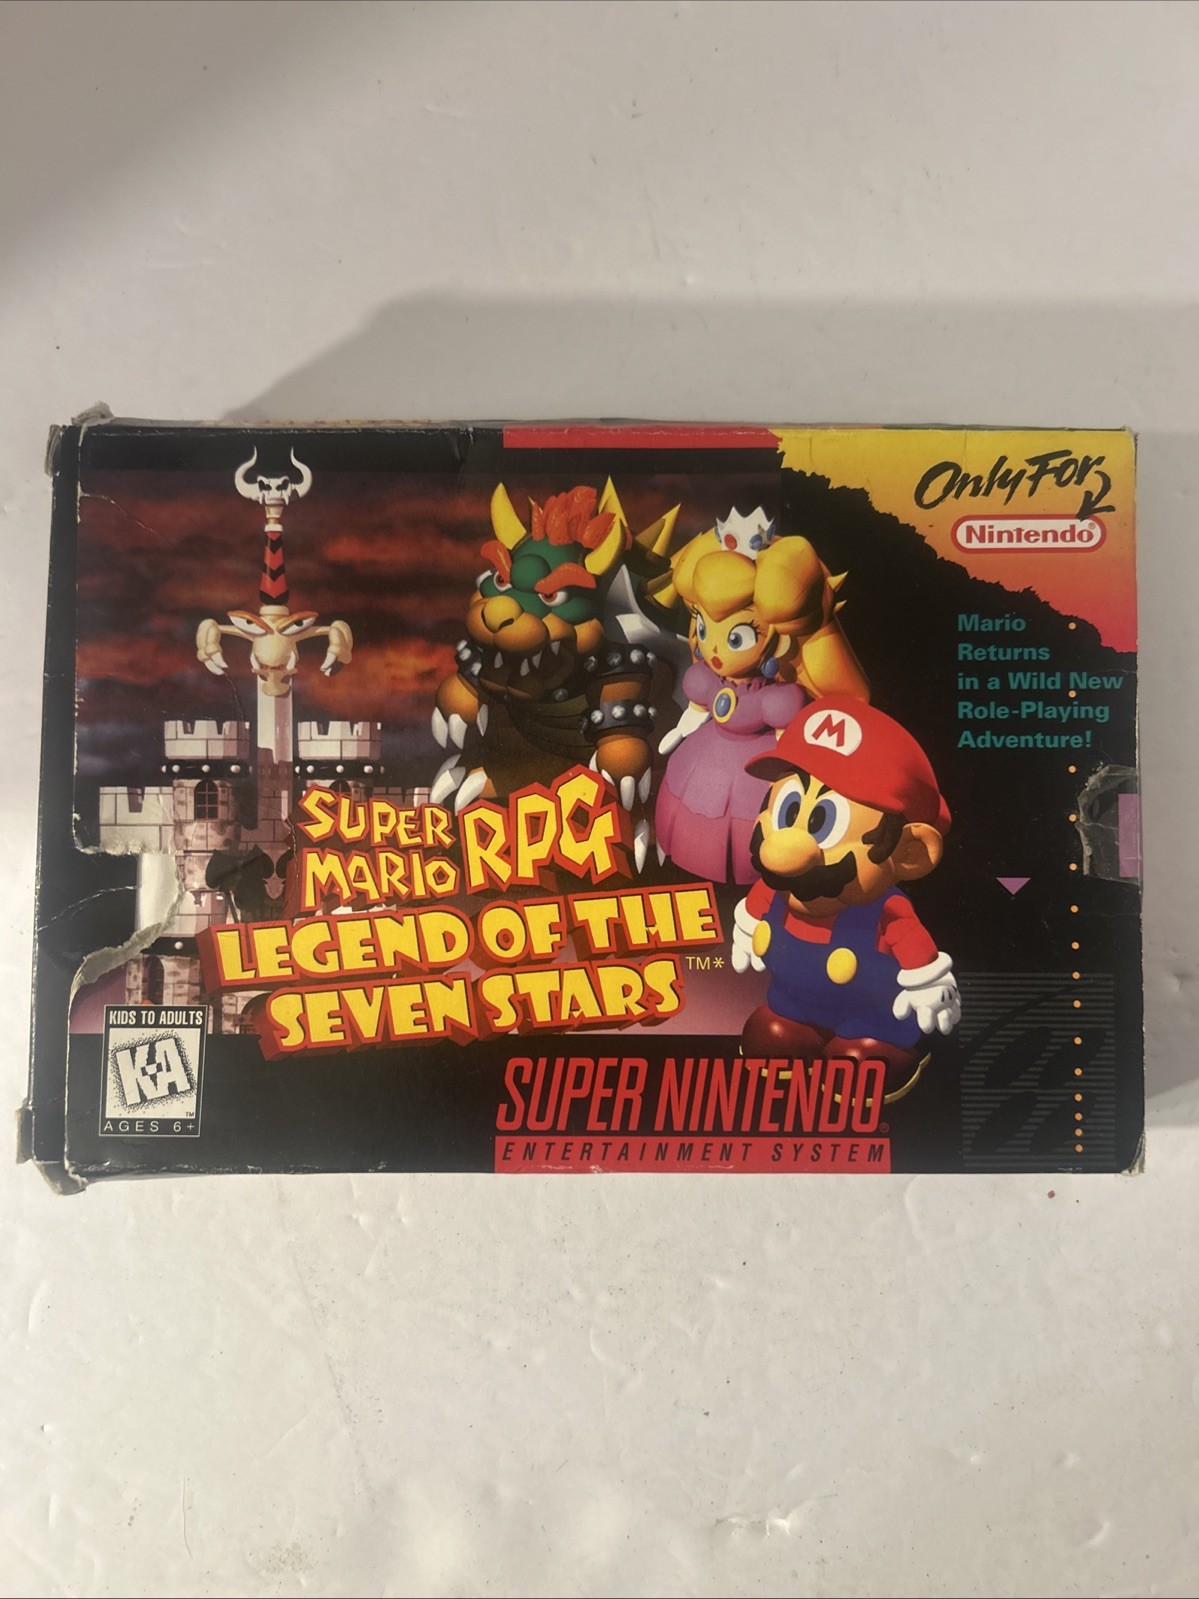 Only For
Nintendo®
Mario
Returns
in a Wild New
Role-Playing
Adventure!
M
SUPER
MARIO RPG
LEGEND OF THE
SEVEN STARS™*
KIDS TO ADULTS
K-A
™
AGES 6+
SUPER NINTENDO®
ENTERTAINMENT SYSTEM